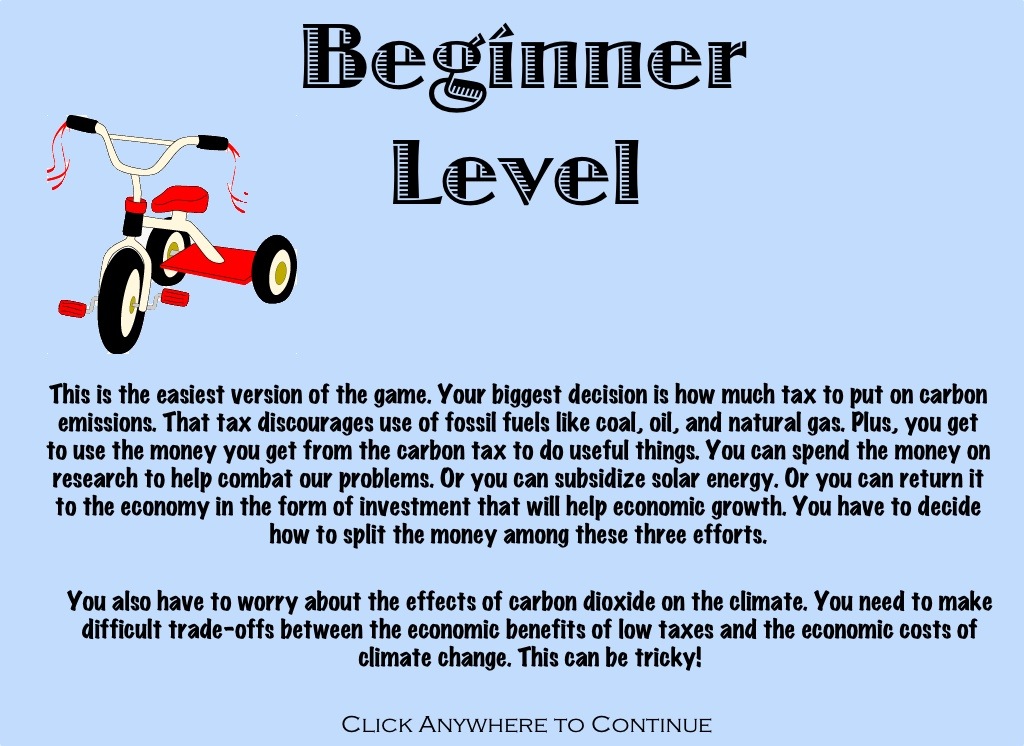 Beginner
Level
This is the easiest version of the game. Your biggest decision is how much tax to put on carbon
emissions. That tax discourages use of fossil fuels like coal, oil, and natural gas. Plus, you get
to use the money you get from the carbon tax to do useful things. You can spend the money on
research to help combat our problems. Or you can subsidize solar energy. Or you can return it
to the economy in the form of investment that will help economic growth. You have to decide
how to split the money among these three efforts.
You also have to worry about the effects of carbon dioxide on the climate. You need to make
difficult trade-offs between the economic benefits of low taxes and the economic costs of
climate change. This can be tricky!
Click Anywhere to Continue